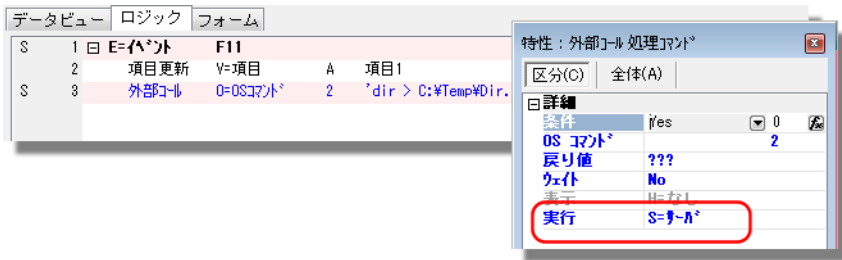 データビュー ロジック フォーム
S 1 E=ｲﾍﾞﾝﾄ F11
2 項目更新 V=項目 A 項目1
S 3 外部ｺｰﾙ O=OSｺﾏﾝﾄﾞ 2 'dir > C:¥Temp¥Dir.
特性：外部ｺｰﾙ 処理ｺﾏﾝﾄﾞ
区分(C) 全体(A)
詳細
条件 Yes 0
OS ｺﾏﾝﾄﾞ 2
戻り値 ???
ｳｪｲﾄ No
表示 H=なし
実行 S=ｻｰﾊﾞ